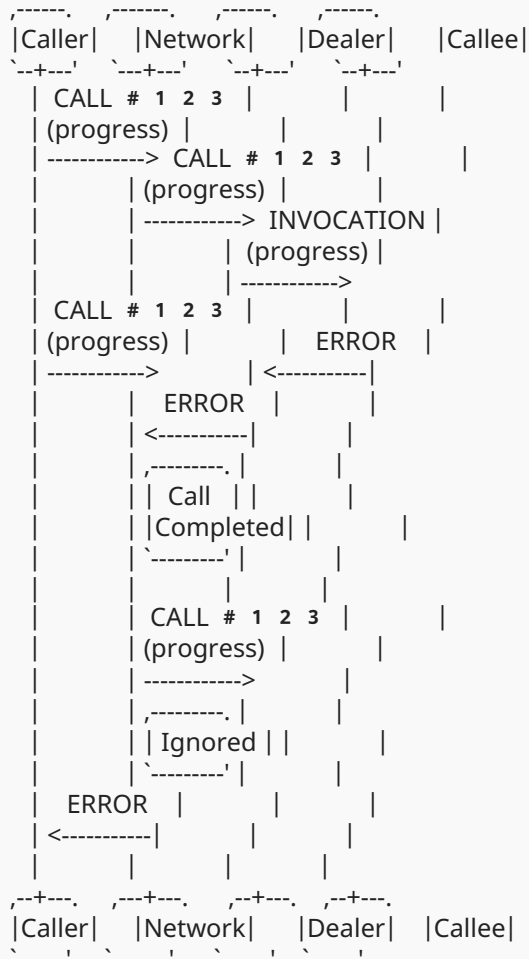 ,------.    ,-------.    ,------.    ,------.
|Caller|    |Network|    |Dealer|    |Callee|
`--+---'    `---+---'    `--+---'    `--+---'
| CALL # 1 2 3 | | |
| (progress) | | |
| ------------> CALL # 1 2 3 | |
| | (progress) | |
| | ------------> INVOCATION |
| | | (progress) |
| | | ------------>
| CALL # 1 2 3 | | |
| (progress) | | ERROR |
| ------------> | <-----------|
| | ERROR | |
| | <-----------| |
| | ,---------. | |
| | | Call | | |
| | |Completed| | |
| | `---------' | |
| | | |
| | CALL # 1 2 3 | |
| | (progress) | |
| | ------------> |
| | ,---------. | |
| | | Ignored | | |
| | `---------' | |
| ERROR | | |
| <-----------| | |
| | | |
,--+---.    ,---+---.    ,--+---.    ,--+---.
|Caller|    |Network|    |Dealer|    |Callee|